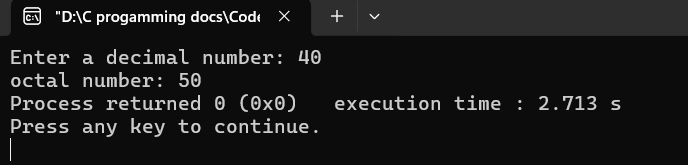 "D:\C progamming docs\Code
Enter a decimal number: 40
octal number: 50
Process returned 0 (0x0)   execution time : 2.713 s
Press any key to continue.